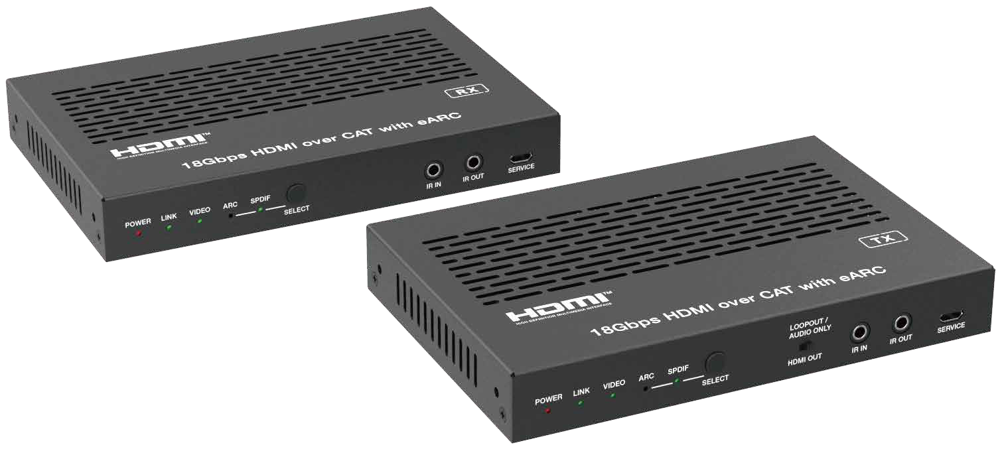 RX
HDMI™
HIGH-DEFINITION MULTIMEDIA INTERFACE
18Gbps HDMI over CAT with eARC
IR IN
IR OUT
SERVICE
POWER
LINK
VIDEO
ARC
SPDIF
SELECT
TX
HDMI™
HIGH-DEFINITION MULTIMEDIA INTERFACE
18Gbps HDMI over CAT with eARC
LOOPOUT /
AUDIO ONLY
HDMI OUT
IR IN
IR OUT
SERVICE
POWER
LINK
VIDEO
ARC
SPDIF
SELECT